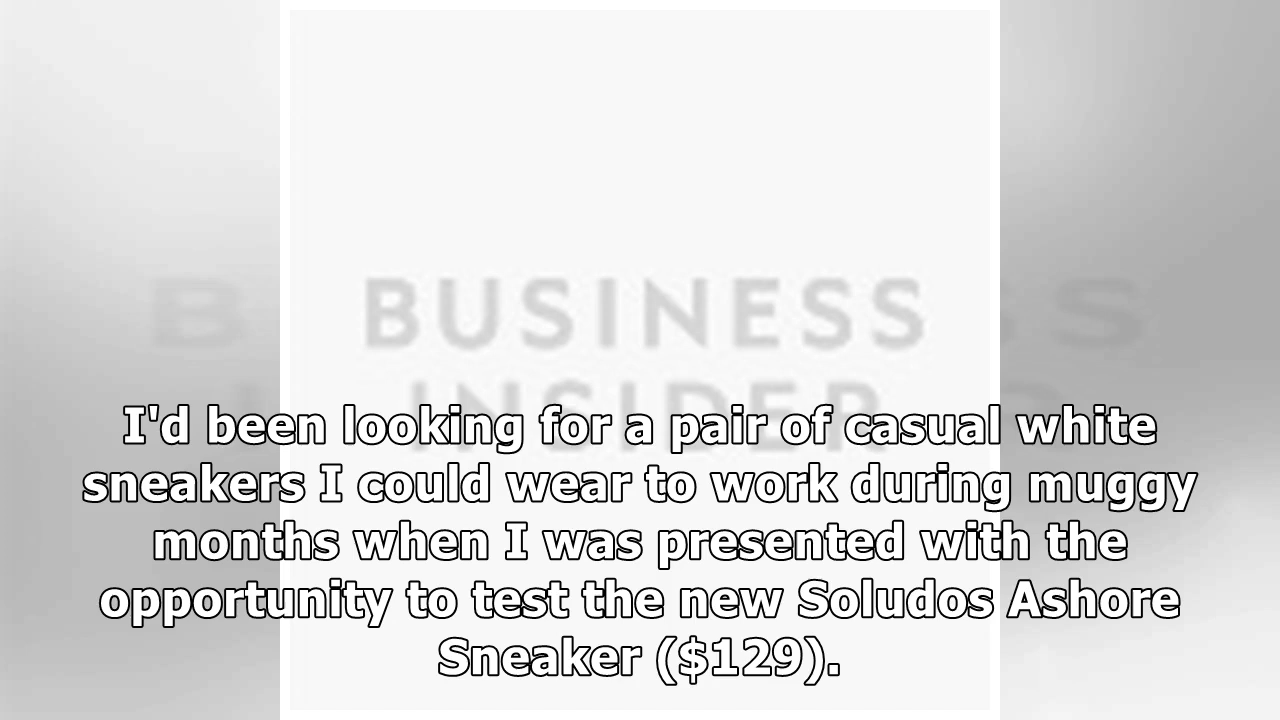 BUSINESS
INSIDER
I'd been looking for a pair of casual white
sneakers I could wear to work during muggy
months when I was presented with the
opportunity to test the new Soludos Ashore
Sneaker ($129).